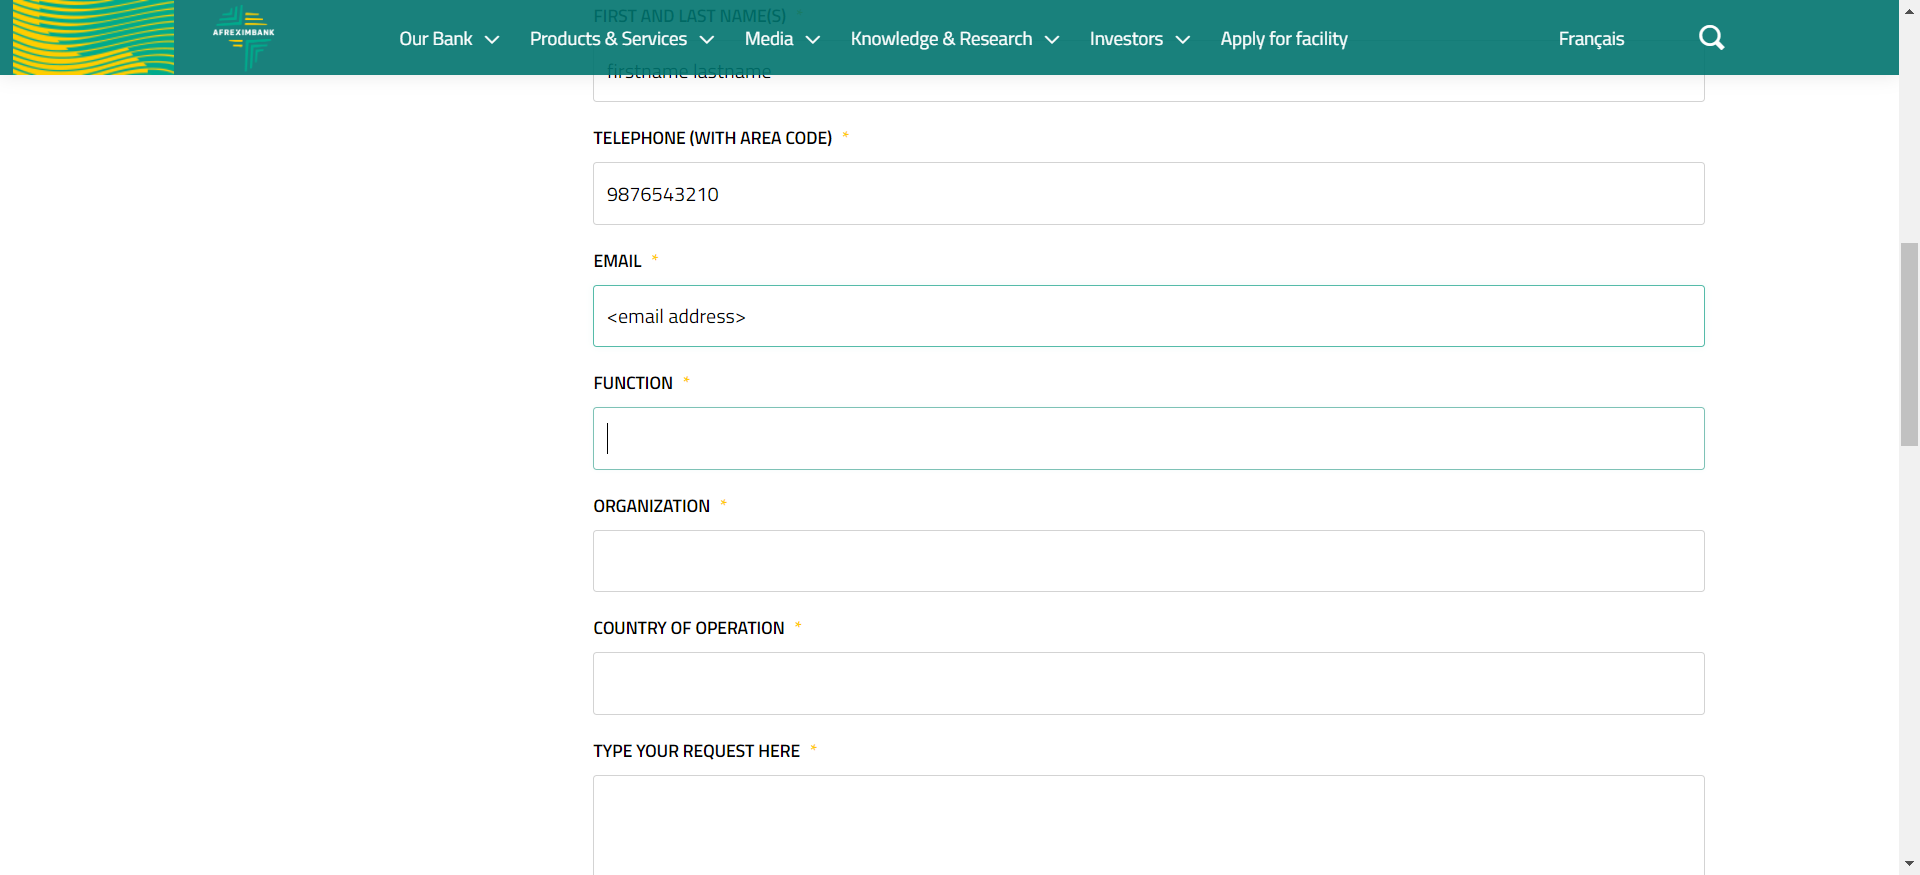 FIRST AND LAST NAME(S)
AFREXIMBANK
Our Bank Products & Services Media Knowledge & Research Investors Apply for facility Français
firstname lastname
TELEPHONE (WITH AREA CODE) *
9876543210
EMAIL *
<email address>
FUNCTION *
ORGANIZATION *
COUNTRY OF OPERATION *
TYPE YOUR REQUEST HERE *